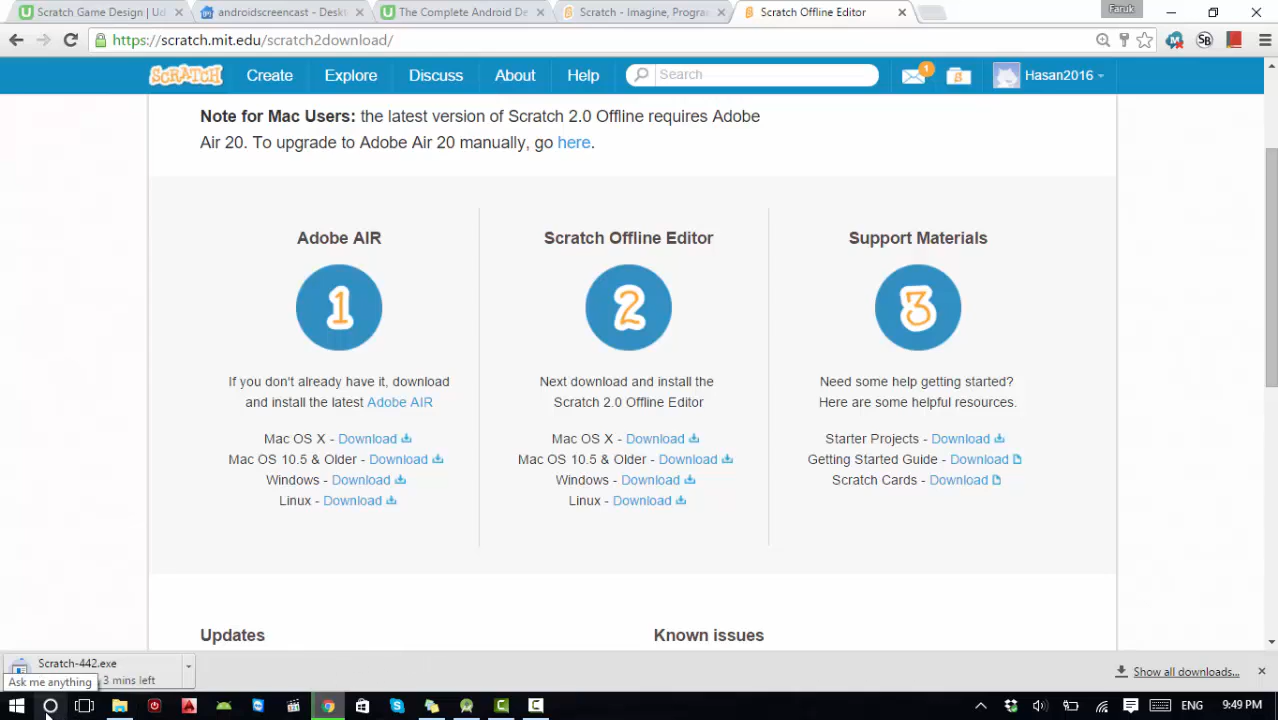 Scratch Game Design | Ud
androidscreencast - Deskt
The Complete Android De
Scratch - Imagine, Progra
Scratch Offline Editor
Faruk
https://scratch.mit.edu/scratch2download/
SCRATCH
Create
Explore
Discuss
About
Help
Search
1
Hasan2016
Note for Mac Users: the latest version of Scratch 2.0 Offline requires Adobe
Air 20. To upgrade to Adobe Air 20 manually, go here.
Adobe AIR
1
If you don't already have it, download
and install the latest Adobe AIR
Mac OS X - Download
Mac OS 10.5 & Older - Download
Windows - Download
Linux - Download
Scratch Offline Editor
2
Next download and install the
Scratch 2.0 Offline Editor
Mac OS X - Download
Mac OS 10.5 & Older - Download
Windows - Download
Linux - Download
Support Materials
3
Need some help getting started?
Here are some helpful resources.
Starter Projects - Download
Getting Started Guide - Download
Scratch Cards - Download
Updates
Known issues
Scratch-442.exe
3 mins left
Ask me anything
Show all downloads...
ENG
9:49 PM